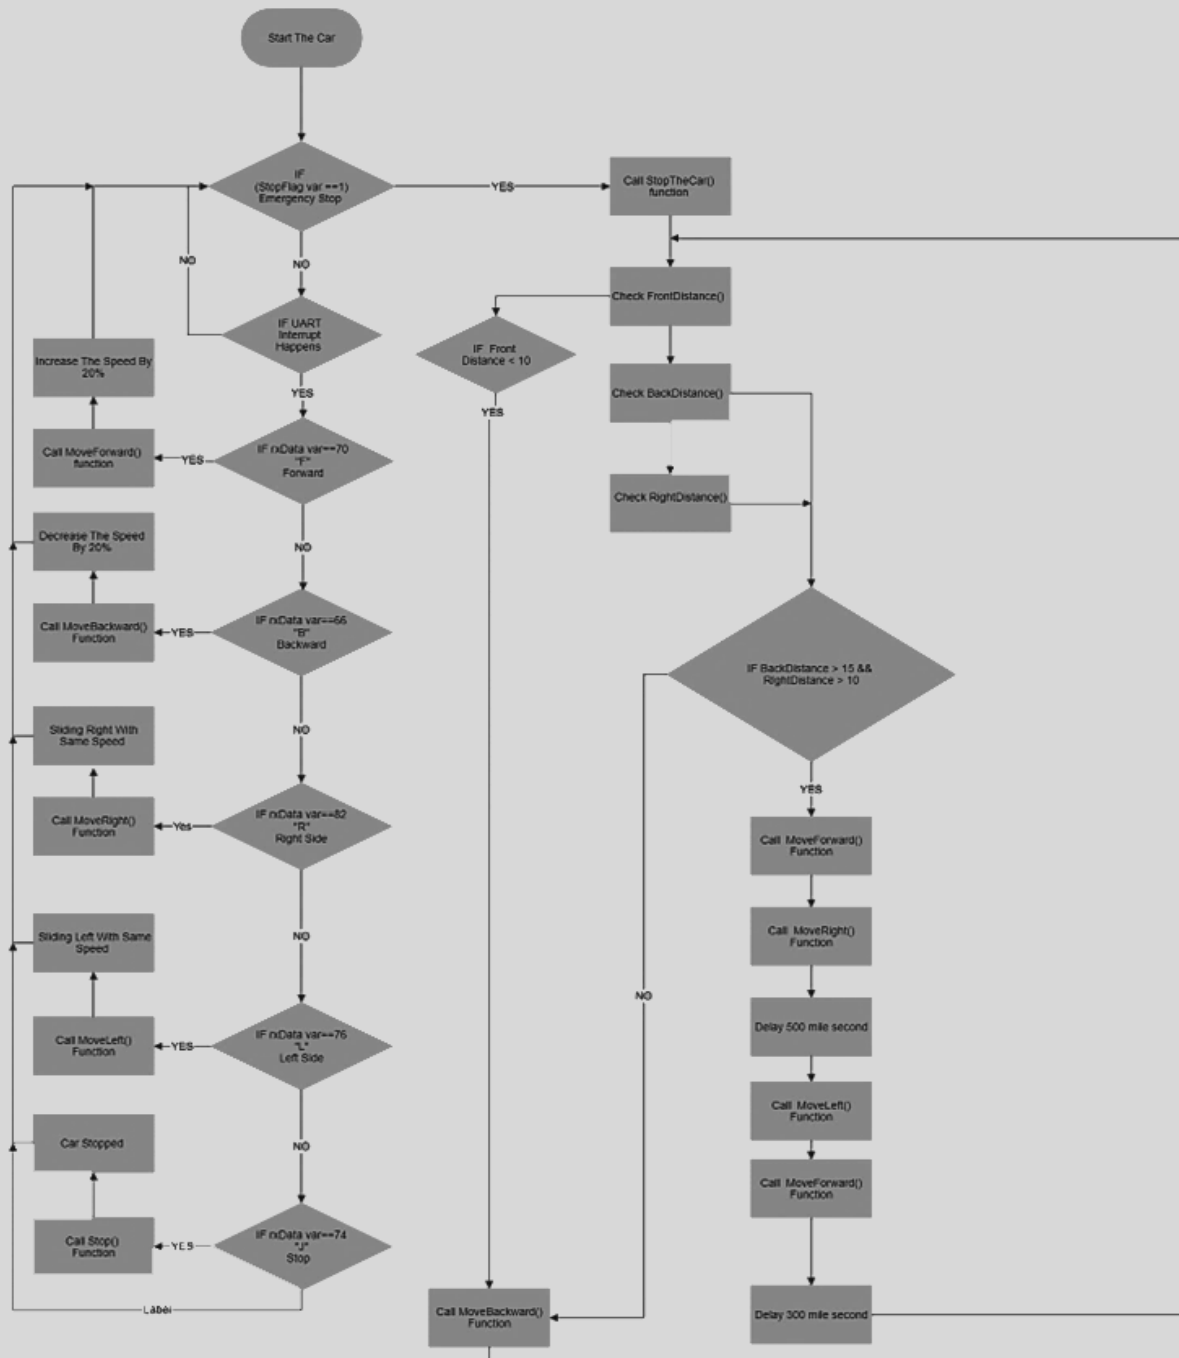 Start The Car
IF
(StopFlag var ==1)
Emergency Stop
YES
Call StopTheCar()
function
NO
NO
IF UART
Interrupt
Happens
Check FrontDistance()
IF Front
Distance < 10
YES
Increase The Speed By
20%
YES
Check BackDistance()
Call MoveForward()
function
YES
IF rxData var==70
"F"
Forward
Check RightDistance()
NO
Decrease The Speed
By 20%
Call MoveBackward()
Function
YES
IF rxData var==66
"B"
Backward
IF BackDistance > 15 &&
RightDistance > 10
NO
YES
Sliding Right With
Same Speed
Call MoveRight()
Function
Yes
IF rxData var==82
"R"
Right Side
Call MoveForward()
Function
NO
Call MoveRight()
Function
Sliding Left With Same
Speed
NO
Delay 500 mile second
Call MoveLeft()
Function
YES
IF rxData var==76
"L"
Left Side
Call MoveLeft()
Function
NO
Car Stopped
Call MoveForward()
Function
Call Stop()
Function
YES
IF rxData var==74
"J"
Stop
Label
Call MoveBackward()
Function
Delay 300 mile second